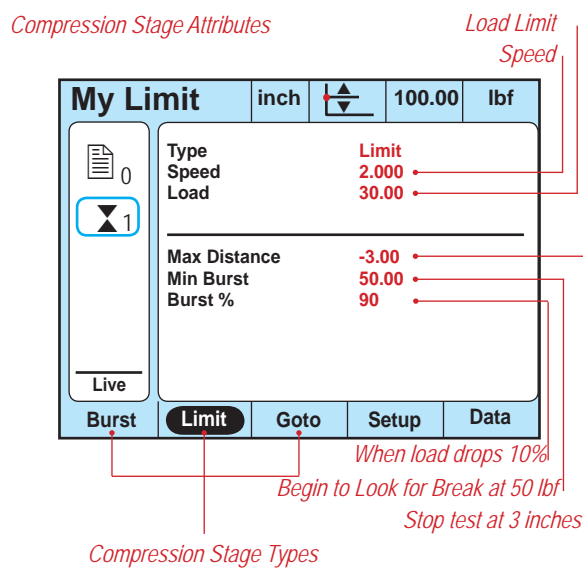 Compression Stage Attributes
Load Limit
Speed
My Limit inch 100.00 lbf
0
1
Type Limit
Speed 2.000
Load 30.00
Max Distance -3.00
Min Burst 50.00
Burst % 90
Live
Burst Limit Goto Setup Data
When load drops 10%
Begin to Look for Break at 50 lbf
Stop test at 3 inches
Compression Stage Types